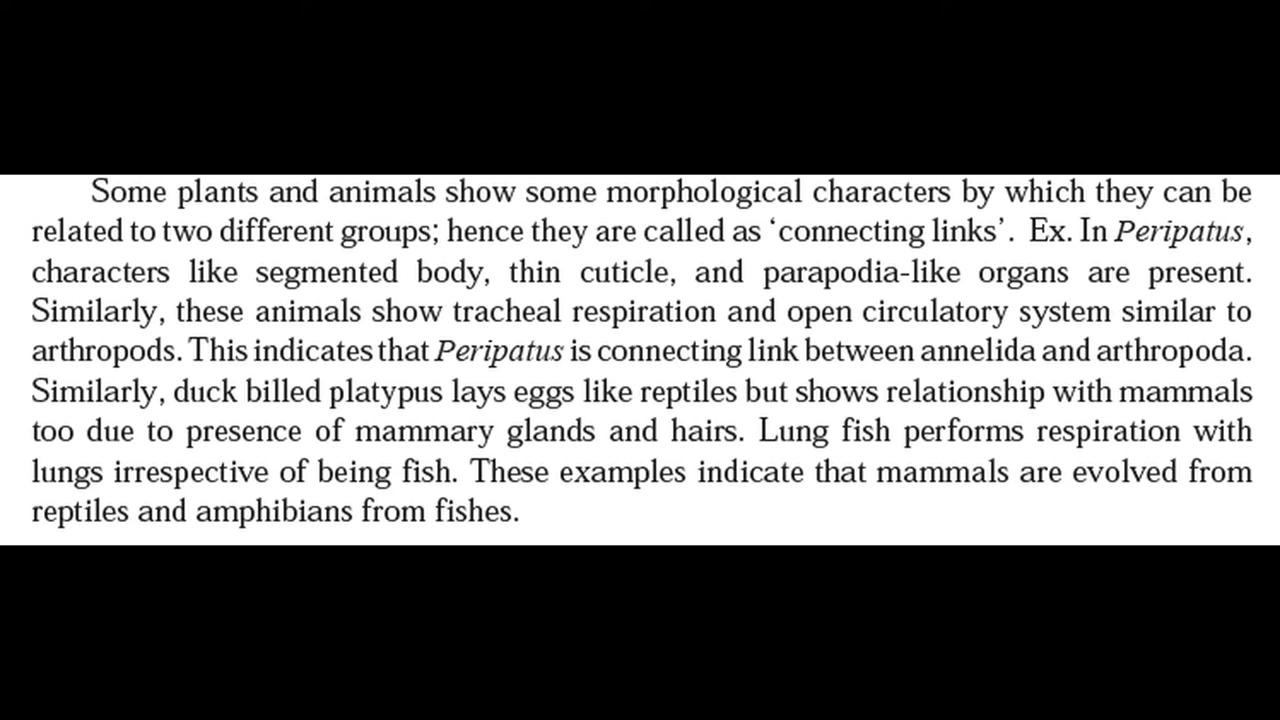 Some plants and animals show some morphological characters by which they can be
related to two different groups; hence they are called as ‘connecting links’. Ex. In Peripatus,
characters like segmented body, thin cuticle, and parapodia-like organs are present.
Similarly, these animals show tracheal respiration and open circulatory system similar to
arthropods. This indicates that Peripatus is connecting link between annelida and arthropoda.
Similarly, duck billed platypus lays eggs like reptiles but shows relationship with mammals
too due to presence of mammary glands and hairs. Lung fish performs respiration with
lungs irrespective of being fish. These examples indicate that mammals are evolved from
reptiles and amphibians from fishes.